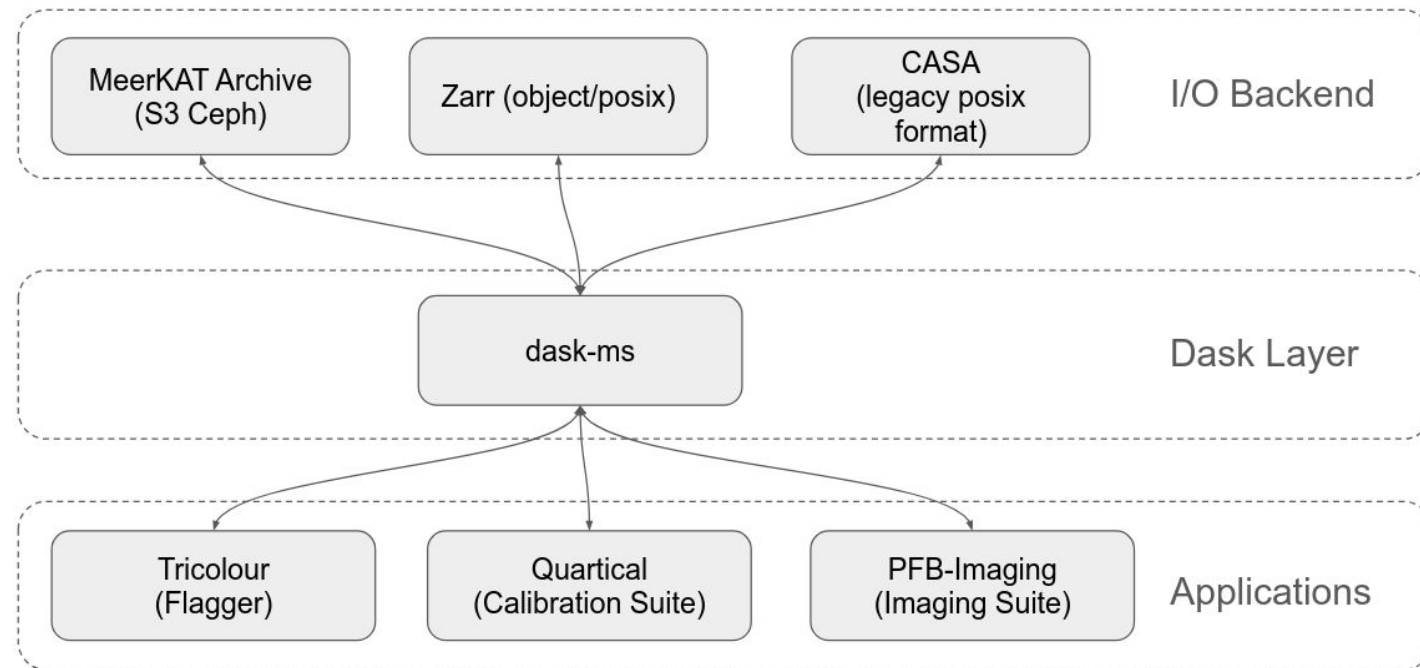 MeerKAT Archive
(S3 Ceph)
Zarr (object/posix)
CASA
(legacy posix
format)
I/O Backend
dask-ms
Dask Layer
Tricolour
(Flagger)
Quartical
(Calibration Suite)
PFB-Imaging
(Imaging Suite)
Applications